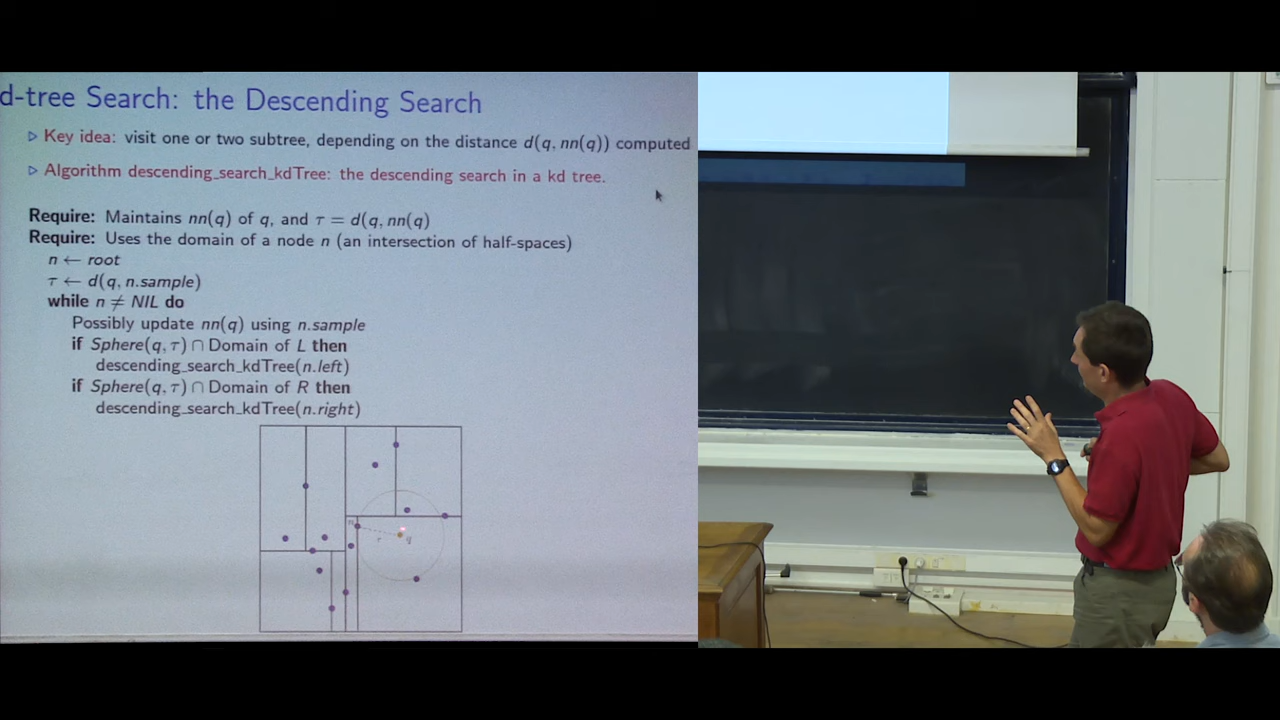 d-tree Search: the Descending Search
▷ Key idea: visit one or two subtree, depending on the distance d(q, nn(q)) computed
▷ Algorithm descending_search_kdTree: the descending search in a kd tree.
Require: Maintains nn(q) of q, and τ = d(q, nn(q)
Require: Uses the domain of a node n (an intersection of half-spaces)
n ← root
τ ← d(q, n.sample)
while n ≠ NIL do
Possibly update nn(q) using n.sample
if Sphere(q, τ) ∩ Domain of L then
descending_search_kdTree(n.left)
if Sphere(q, τ) ∩ Domain of R then
descending_search_kdTree(n.right)
τ q